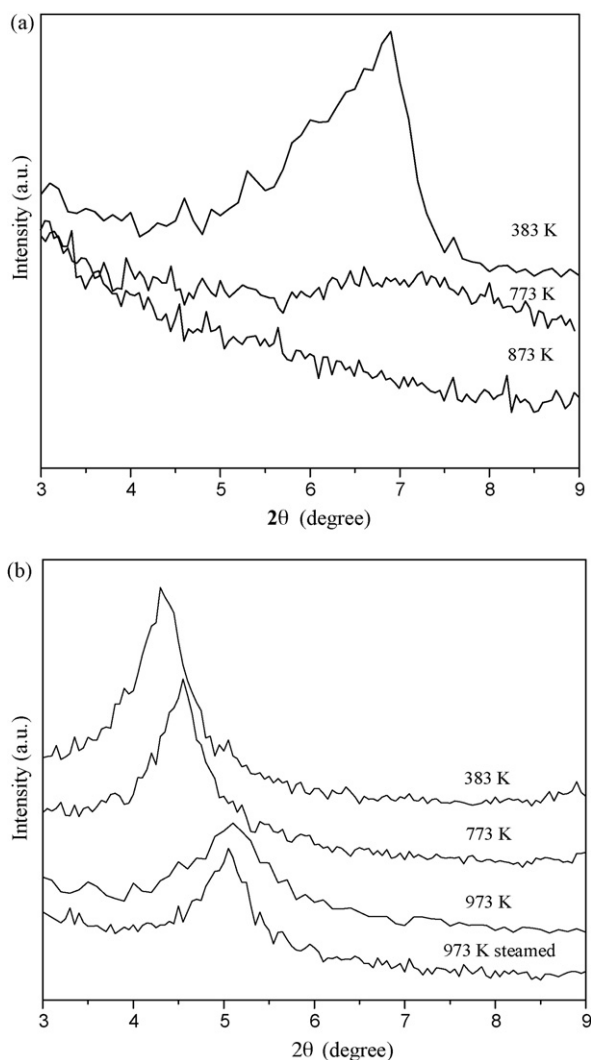 (a)
Intensity (a.u.)
383 K
773 K
873 K
3 4 5 6 7 8 9
2θ (degree)
(b)
Intensity (a.u.)
383 K
773 K
973 K
973 K steamed
3 4 5 6 7 8 9
2θ (degree)